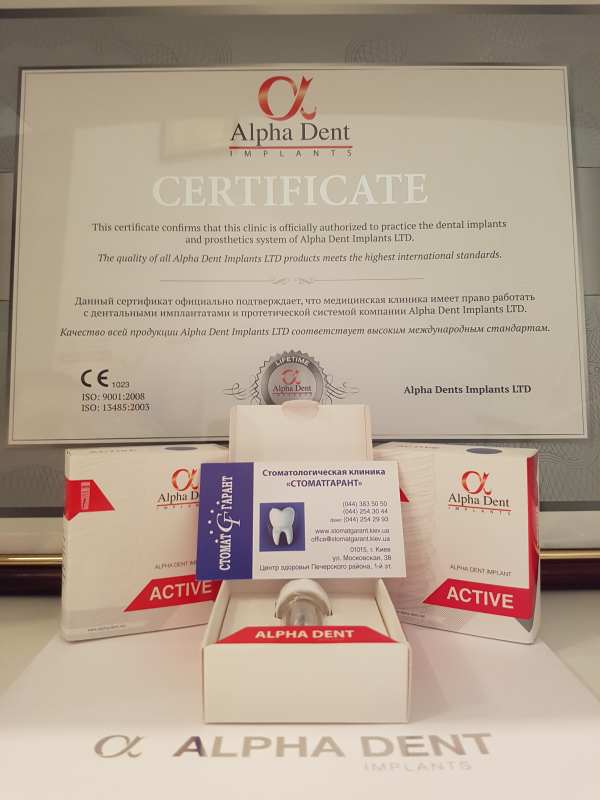 Alpha Dent
IMPLANTS
CERTIFICATE
This certificate confirms that this clinic is officially authorized to practice the dental implants
and prosthetics system of Alpha Dent Implants LTD.
The quality of all Alpha Dent Implants LTD products meets the highest international standards.
Данный сертификат официально подтверждает, что медицинская клиника имеет право работать
с дентальными имплантатами и протетической системой компании Alpha Dent Implants LTD.
Качество всей продукции Alpha Dent Implants LTD соответствует высоким международным стандартам.
CE 1023
ISO: 9001:2008
ISO: 13485:2003
LIFETIME
Alpha Dent
Alpha Dents Implants LTD
Alpha Dent
IMPLANTS
ALPHA DENT IMPLANT
ACTIVE
СТОМАТ ГАРАНТ
Стоматологическая клиника
«СТОМАТГАРАНТ»
(044) 383 50 50
(044) 254 30 44
(044) 254 29 93
www.stomatgarant.kiev.ua
office@stomatgarant.kiev.ua
01015, г. Киев
ул. Московская, 38
Центр здоровья Печерского района, 1-й эт.
Alpha Dent
IMPLANTS
ALPHA DENT IMPLANT
ACTIVE
ALPHA DENT
ALPHA DENT
IMPLANTS